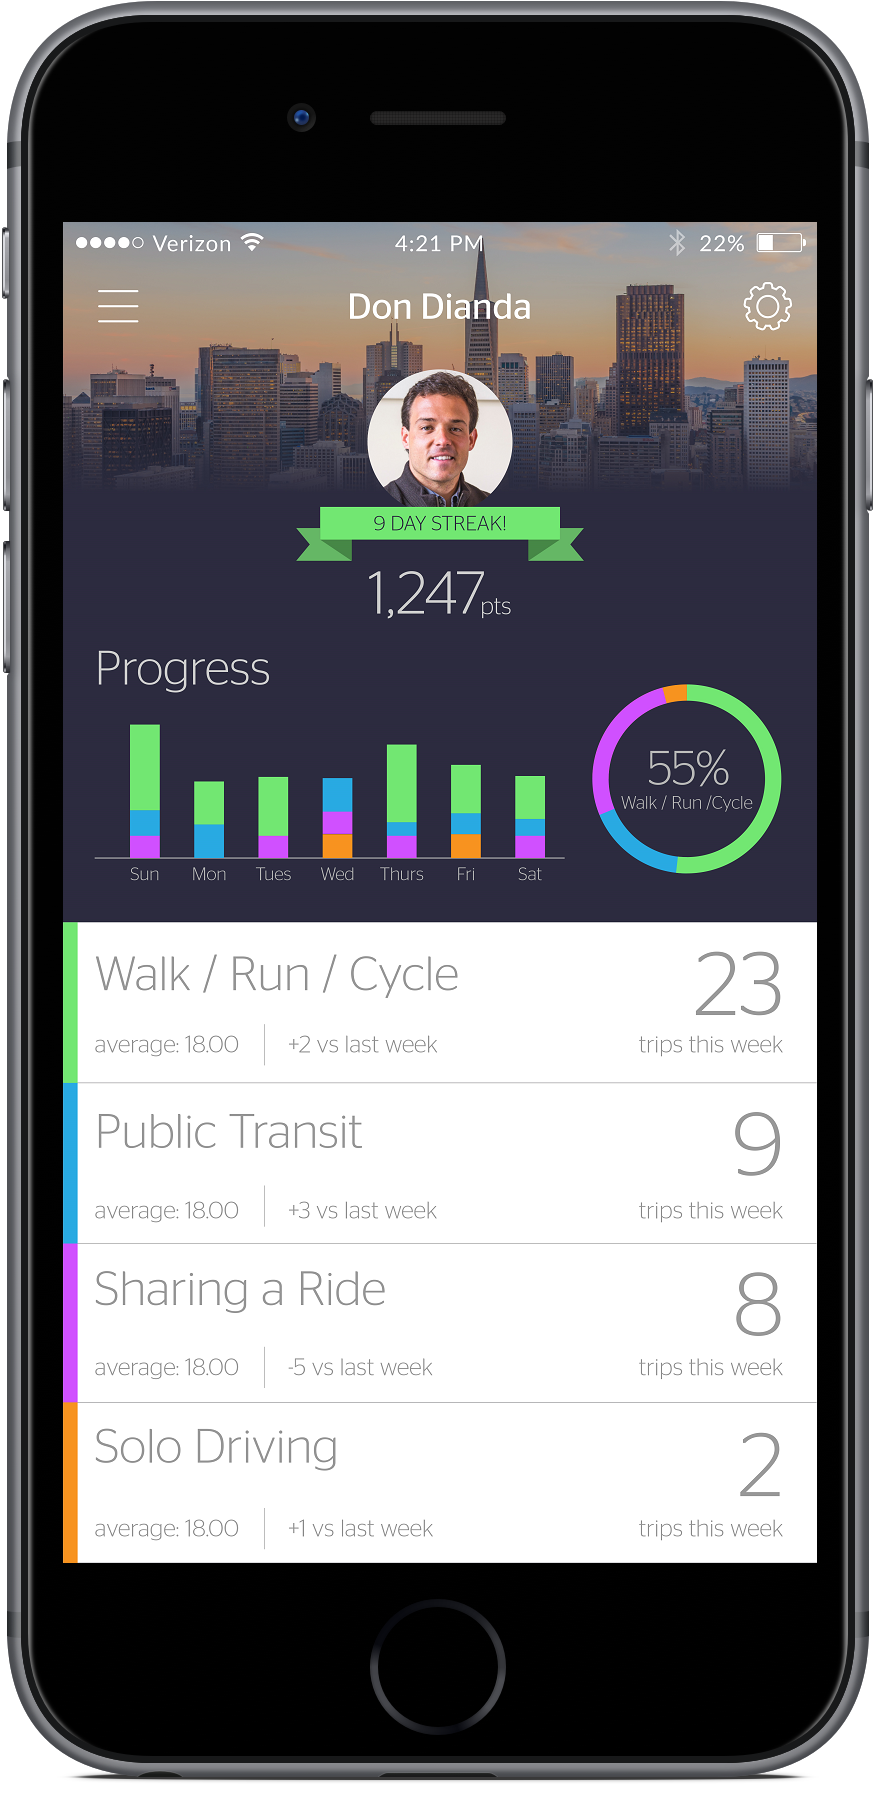 Verizon 4:21 PM 22%
Don Dianda
9 DAY STREAK!
1,247pts
Progress
55%
Walk / Run /Cycle
Sun Mon Tues Wed Thurs Fri Sat
Walk / Run / Cycle
23
average: 18.00 +2 vs last week trips this week
Public Transit
9
average: 18.00 +3 vs last week trips this week
Sharing a Ride
8
average: 18.00 -5 vs last week trips this week
Solo Driving
2
average: 18.00 +1 vs last week trips this week